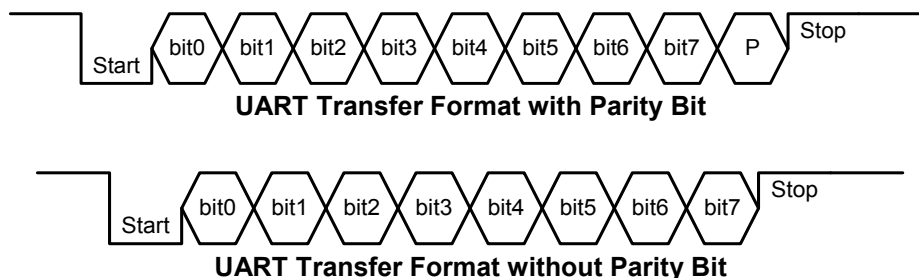 Start bit0 bit1 bit2 bit3 bit4 bit5 bit6 bit7 P Stop
UART Transfer Format with Parity Bit
Start bit0 bit1 bit2 bit3 bit4 bit5 bit6 bit7 Stop
UART Transfer Format without Parity Bit